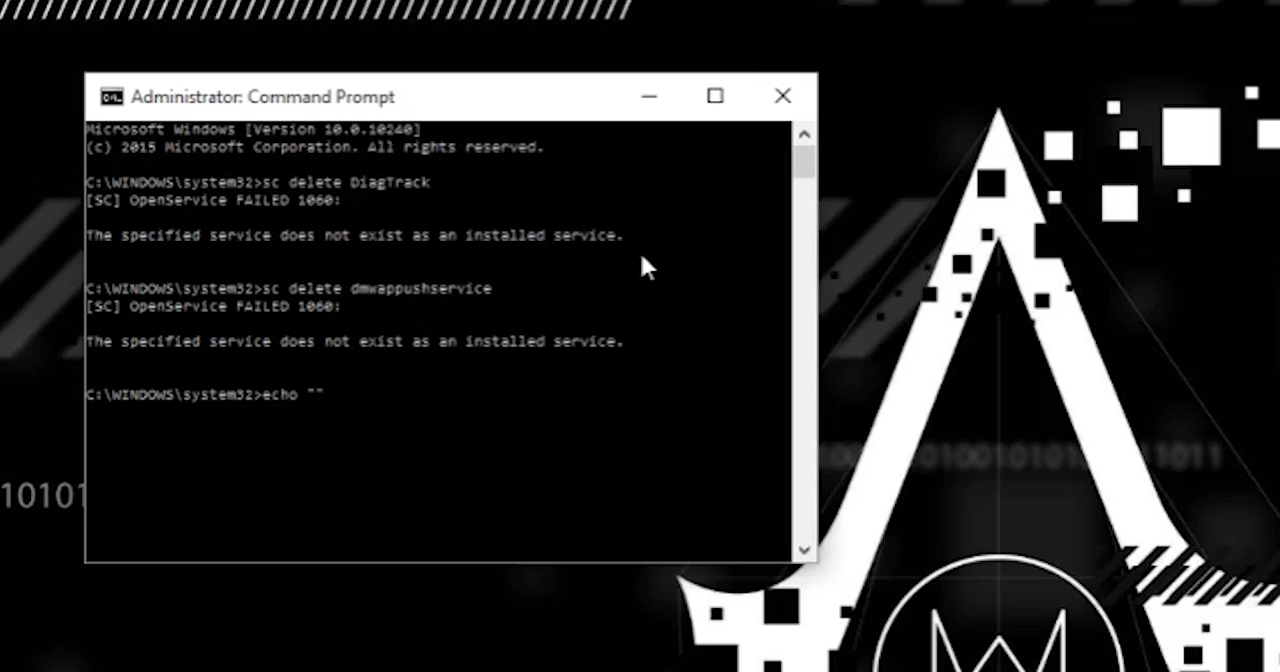 Administrator: Command Prompt
Microsoft Windows [Version 10.0.10240]
(c) 2015 Microsoft Corporation. All rights reserved.
C:\WINDOWS\system32>sc delete DiagTrack
[SC] OpenService FAILED 1060:
The specified service does not exist as an installed service.
C:\WINDOWS\system32>sc delete dmwappushservice
[SC] OpenService FAILED 1060:
The specified service does not exist as an installed service.
C:\WINDOWS\system32>echo ""
10101